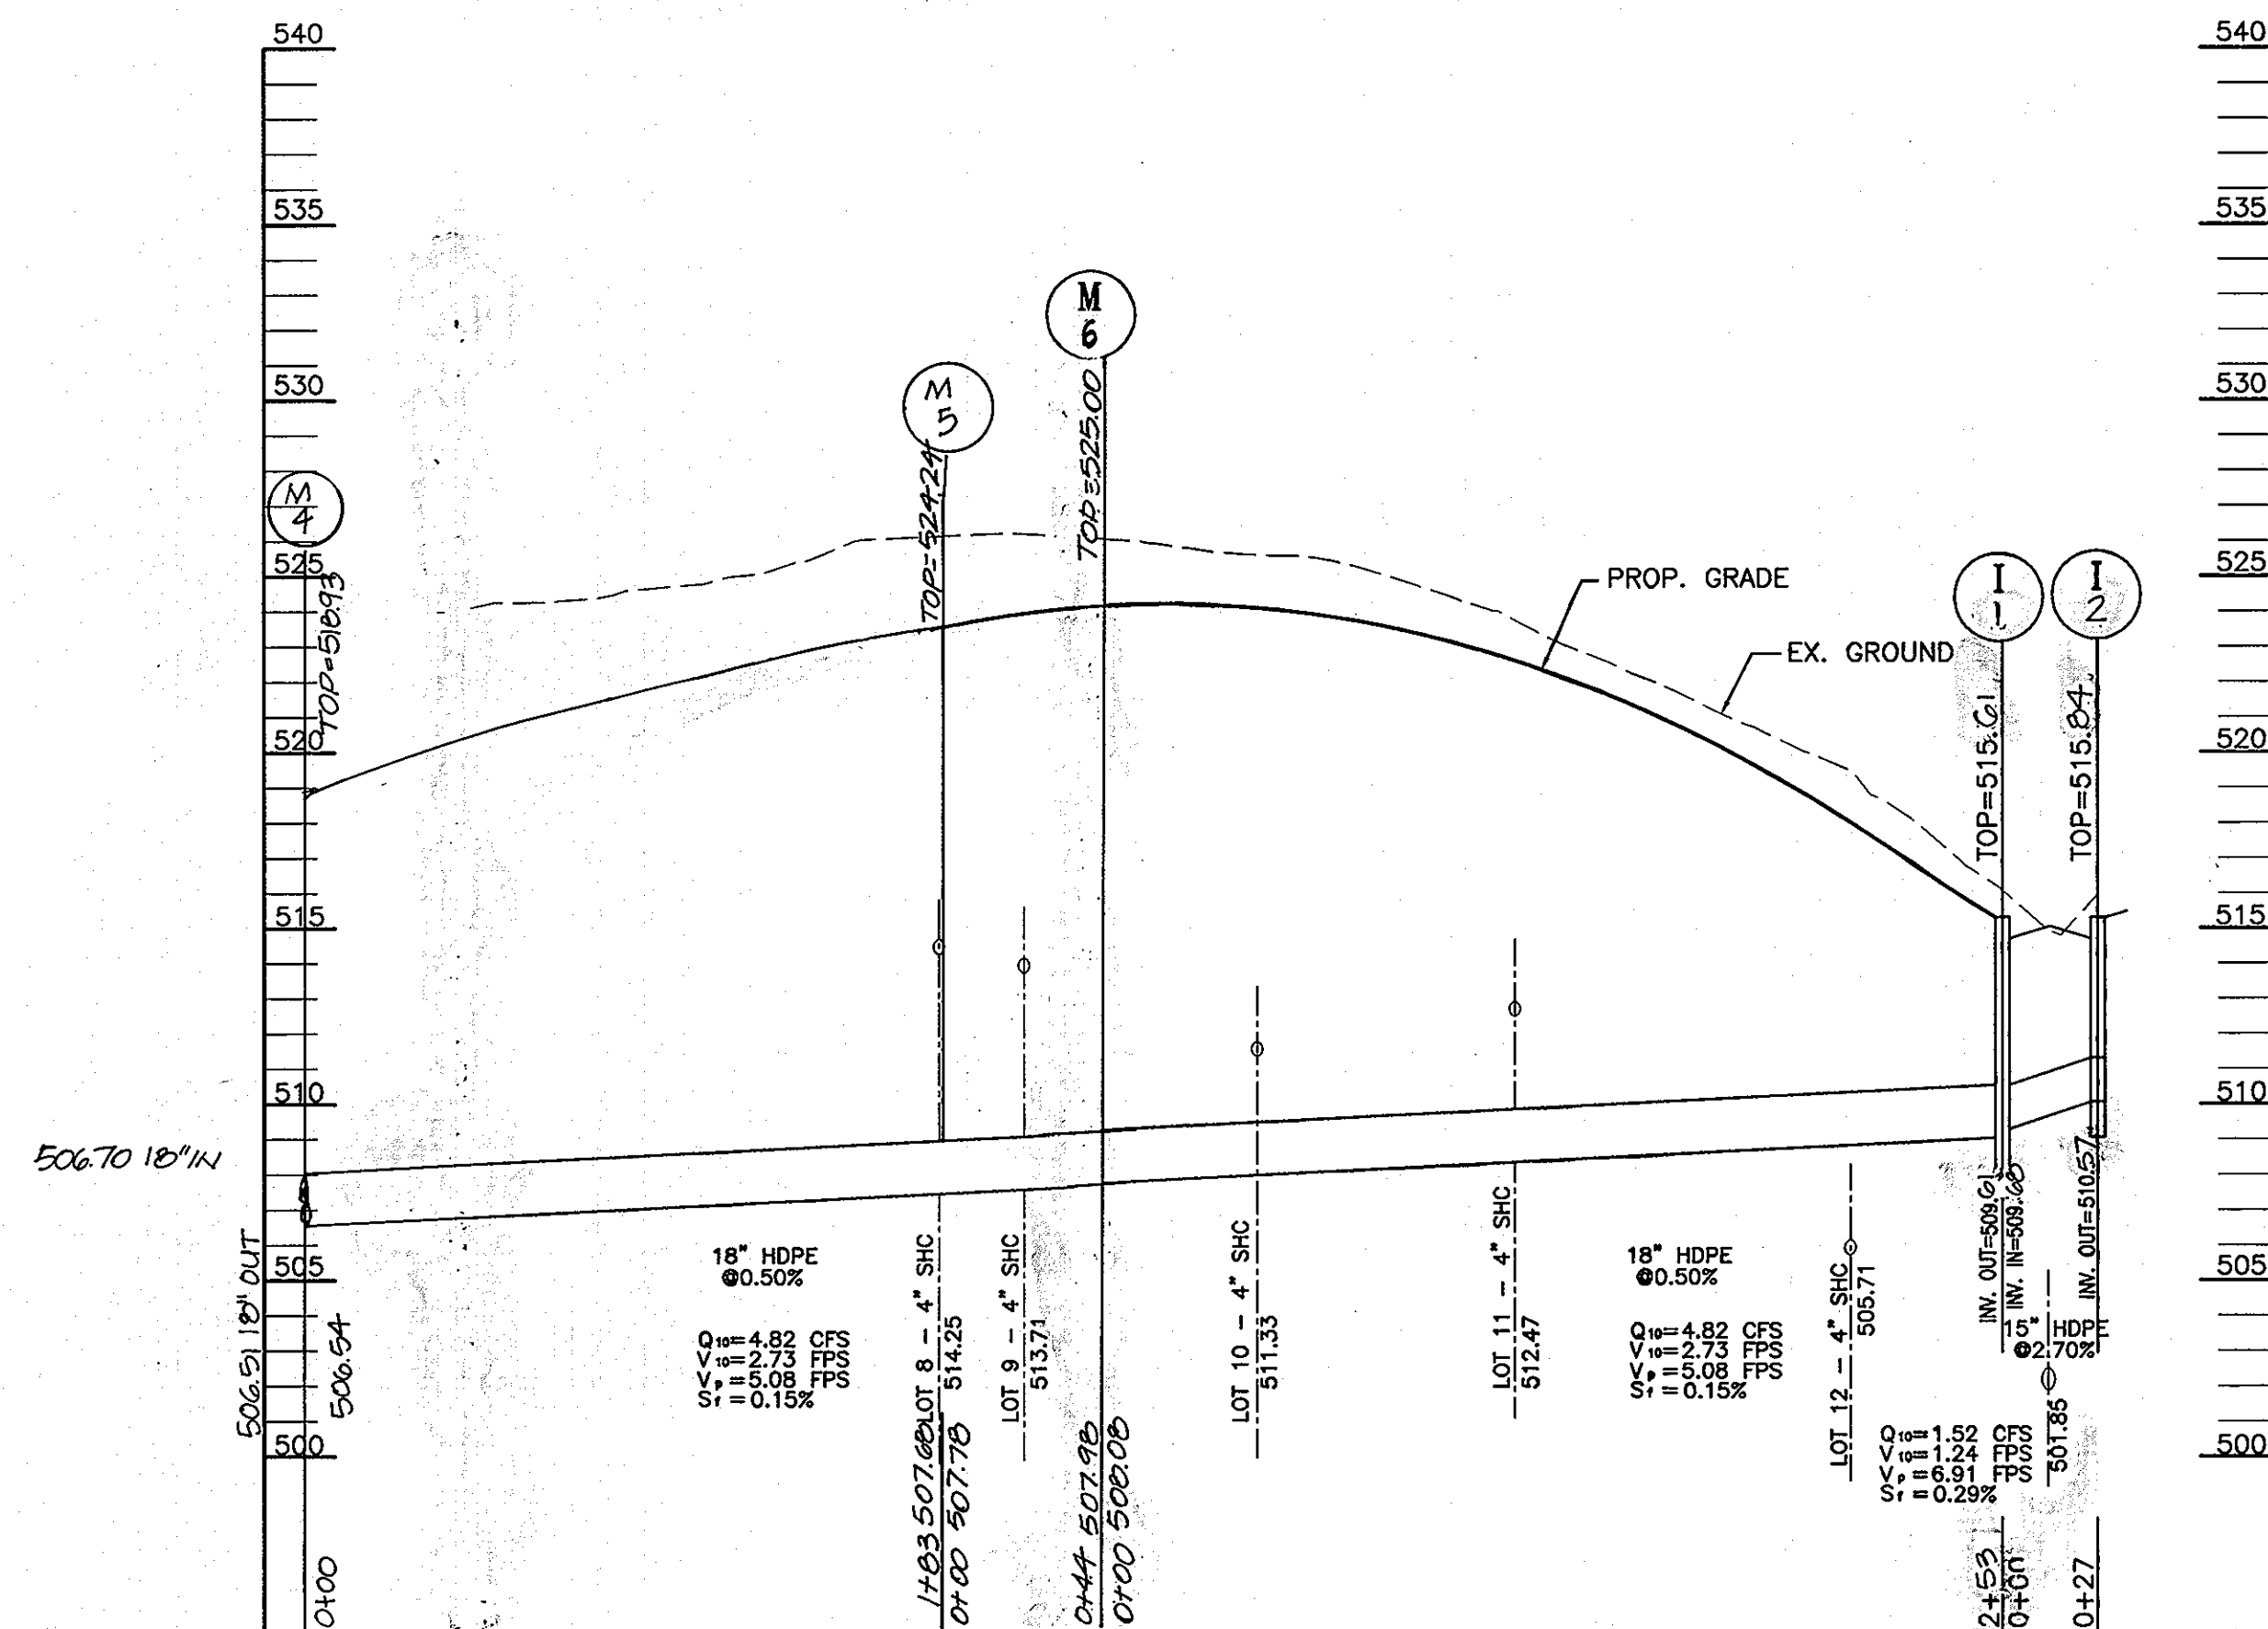 540
540
535
535
530
530
525
525
520
520
515
515
510
510
505
505
500
500
M
4
TOP=518.93
M
5
TOP=524.24
M
6
TOP=525.00
PROP. GRADE
EX. GROUND
I
1
TOP=515.61
I
2
TOP=515.84
506.70 18" IN
506.51 18" OUT
506.54
0+00
18" HDPE
@0.50%
Q10=4.82 CFS
V10=2.73 FPS
Vp=5.08 FPS
Sf=0.15%
LOT 8 - 4" SHC
514.25
1+83 507.68
0+00 507.78
LOT 9 - 4" SHC
513.71
0+44 507.98
0+00 508.08
LOT 10 - 4" SHC
511.33
LOT 11 - 4" SHC
512.47
18" HDPE
@0.50%
Q10=4.82 CFS
V10=2.73 FPS
Vp=5.08 FPS
Sf=0.15%
LOT 12 - 4" SHC
505.71
INV. OUT=509.61
INV. IN=509.68
INV. OUT=510.57
15" HDPE
@2.70%
501.85
Q10=1.52 CFS
V10=1.24 FPS
Vp=6.91 FPS
Sf=0.29%
2+53
0+00
0+27